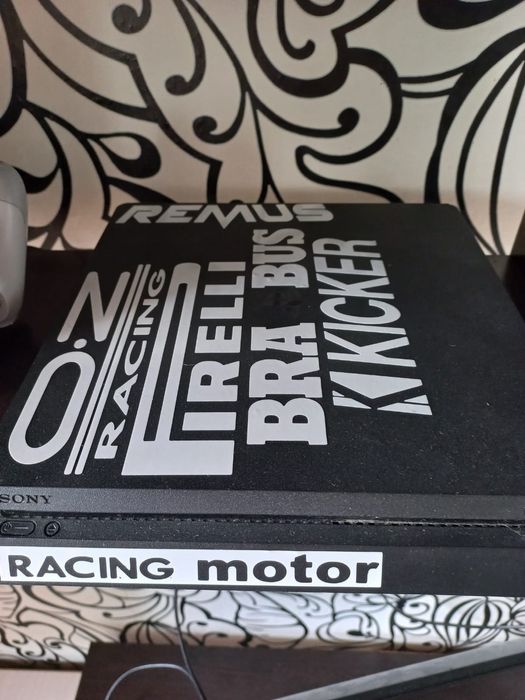 REMUS
O·Z
RACING
PIRELLI
BRABUS
KICKER
SONY
RACING motor